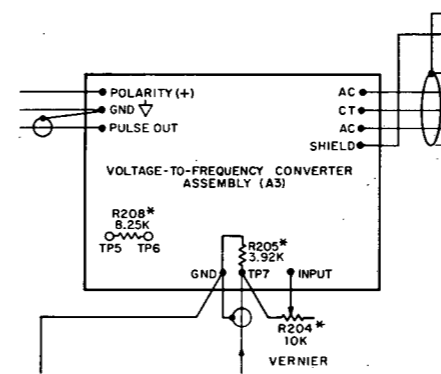 POLARITY (+)
GND
PULSE OUT
AC
CT
AC
SHIELD
VOLTAGE-TO-FREQUENCY CONVERTER
ASSEMBLY (A3)
R208*
8.25K
TP5 TP6
R205*
3.92K
GND TP7 INPUT
R204*
10K
VERNIER